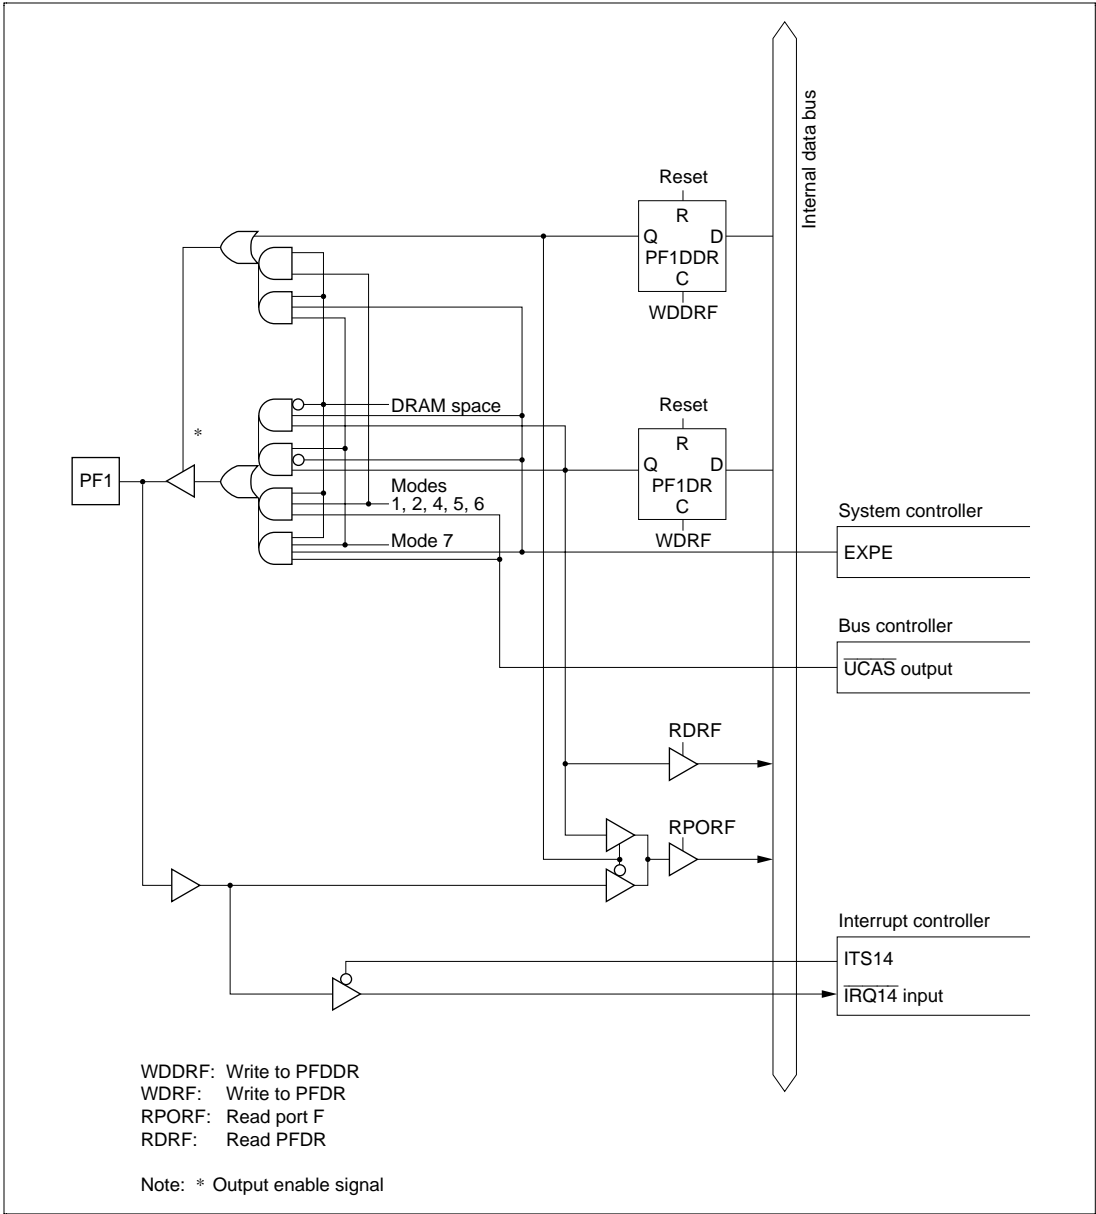 Internal data bus
Reset
R
Q D
PF1DDR
C
WDDRF
DRAM space
Reset
*
R
Q D
PF1
PF1DR
Modes
1, 2, 4, 5, 6
C
System controller
Mode 7
WDRF
EXPE
Bus controller
UCAS output
RDRF
RPORF
Interrupt controller
ITS14
IRQ14 input
WDDRF: Write to PFDDR
WDRF: Write to PFDR
RPORF: Read port F
RDRF: Read PFDR
Note: * Output enable signal